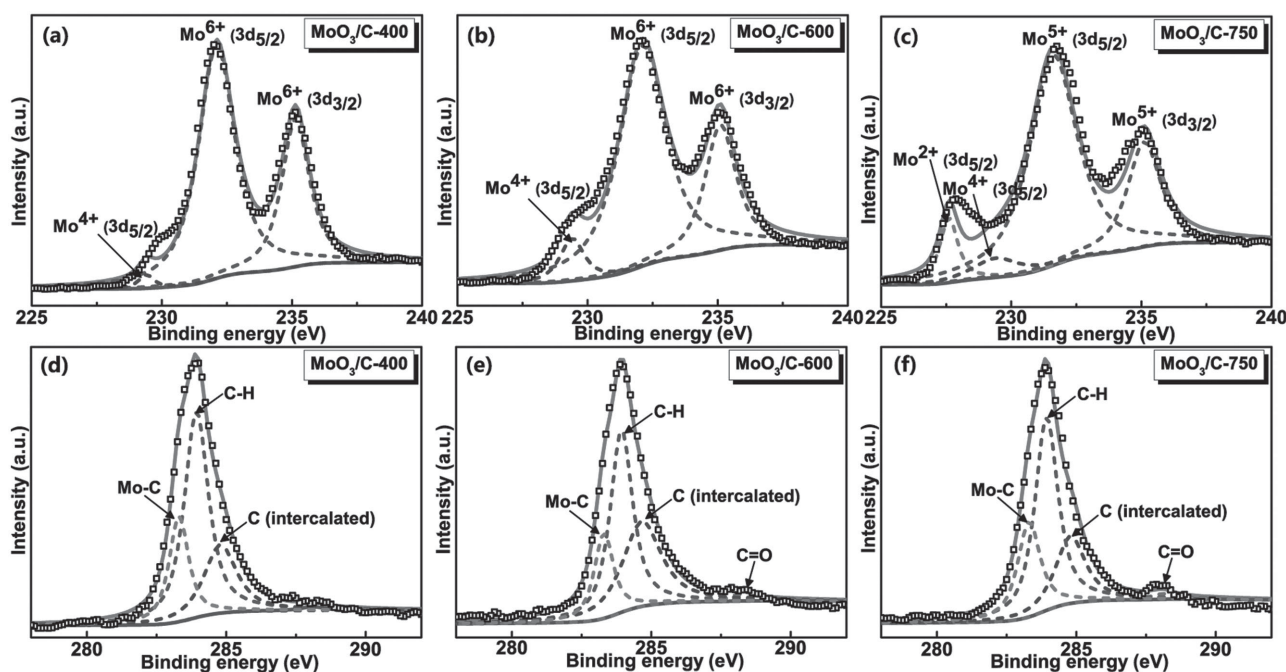 (a)
MoO3/C-400
Mo6+ (3d5/2)
Mo6+ (3d3/2)
Mo4+ (3d5/2)
Intensity (a.u.)
225 230 235 240
Binding energy (eV)
(b)
MoO3/C-600
Mo6+ (3d5/2)
Mo6+ (3d3/2)
Mo4+ (3d5/2)
Intensity (a.u.)
225 230 235 240
Binding energy (eV)
(c)
MoO3/C-750
Mo5+ (3d5/2)
Mo5+ (3d3/2)
Mo2+ (3d5/2)
Mo4+ (3d5/2)
Intensity (a.u.)
225 230 235 240
Binding energy (eV)
(d)
MoO3/C-400
C-H
Mo-C
C (intercalated)
Intensity (a.u.)
280 285 290
Binding energy (eV)
(e)
MoO3/C-600
C-H
Mo-C
C (intercalated)
C=O
Intensity (a.u.)
280 285 290
Binding energy (eV)
(f)
MoO3/C-750
C-H
Mo-C
C (intercalated)
C=O
Intensity (a.u.)
280 285 290
Binding energy (eV)